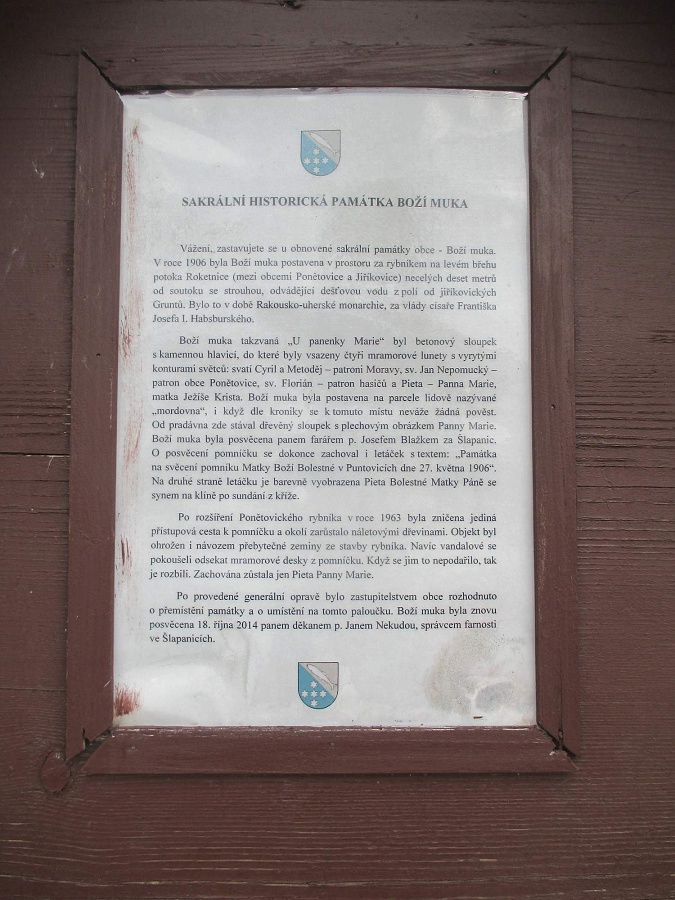 SAKRÁLNÍ HISTORICKÁ PAMÁTKA BOŽÍ MUKA
Vážení, zastavujete se u obnovené sakrální památky obce - Boží muka.
V roce 1906 byla Boží muka postavena v prostoru za rybníkem na levém břehu
potoka Roketnice (mezi obcemi Ponětovice a Jiříkovice) necelých deset metrů
od soutoku se strouhou, odvádějící dešťovou vodu z polí od jiříkovických
Gruntů. Bylo to v době Rakousko-uherské monarchie, za vlády císaře Františka
Josefa I. Habsburského.
Boží muka takzvaná „U panenky Marie“ byl betonový sloupek
s kamennou hlavicí, do které byly vsazeny čtyři mramorové lunety s vyrytými
konturami světců: svatí Cyril a Metoděj – patroni Moravy, sv. Jan Nepomucký –
patron obce Ponětovice, sv. Florián – patron hasičů a Pieta – Panna Marie,
matka Ježíše Krista. Boží muka byla postavena na parcele lidově nazývané
„mordovna“, i když dle kroniky se k tomuto místu neváže žádná pověst.
Od pradávna zde stával dřevěný sloupek s plechovým obrázkem Panny Marie.
Boží muka byla posvěcena panem farářem p. Josefem Blažkem za Šlapanic.
O posvěcení pomníčku se dokonce zachoval i letáček s textem: „Památka
na svěcení pomníku Matky Boží Bolestné v Puntovicích dne 27. května 1906“.
Na druhé straně letáčku je barevně vyobrazena Pieta Bolestné Matky Páně se
synem na klíně po sundání z kříže.
Po rozšíření Ponětovického rybníka v roce 1963 byla zničena jediná
přístupová cesta k pomníčku a okolí zarůstalo náletovými dřevinami. Objekt byl
ohrožen i návozem přebytečné zeminy ze stavby rybníka. Navíc vandalové se
pokoušeli odsekat mramorové desky z pomníčku. Když se jim to nepodařilo, tak
je rozbili. Zachována zůstala jen Pieta Panny Marie.
Po provedené generální opravě bylo zastupitelstvem obce rozhodnuto
o přemístění památky a o umístění na tomto paloučku. Boží muka byla znovu
posvěcena 18. října 2014 panem děkanem p. Janem Nekudou, správcem farnosti
ve Šlapanicích.